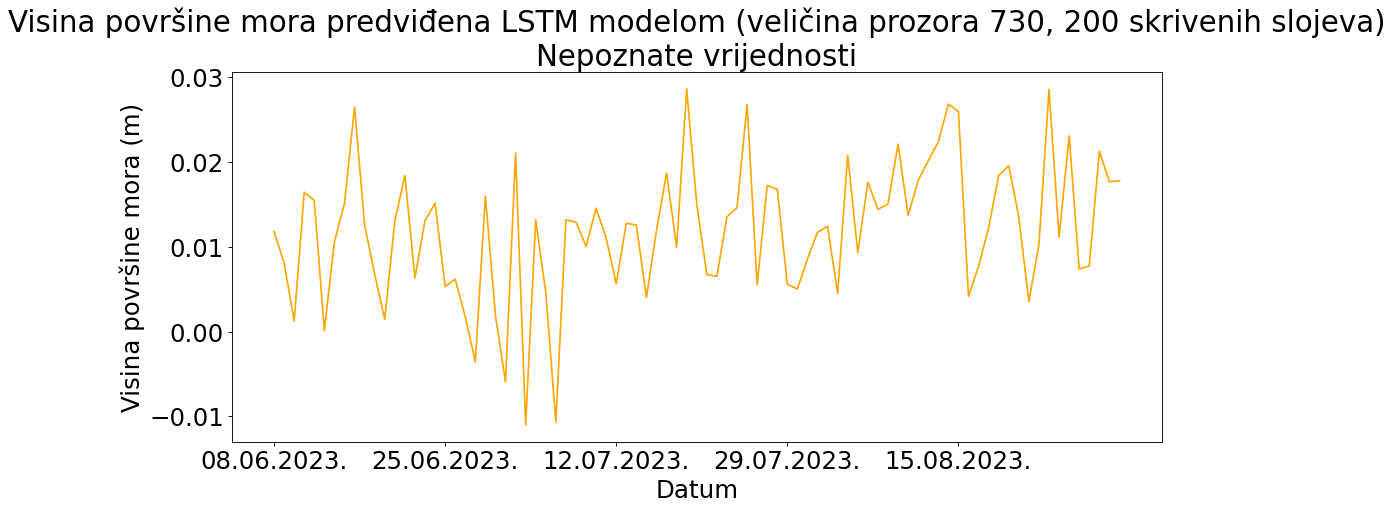 Visina površine mora predviđena LSTM modelom (veličina prozora 730, 200 skrivenih slojeva)
Nepoznate vrijednosti
Visina površine mora (m)
0.03
0.02
0.01
0.00
−0.01
08.06.2023. 25.06.2023. 12.07.2023. 29.07.2023. 15.08.2023.
Datum